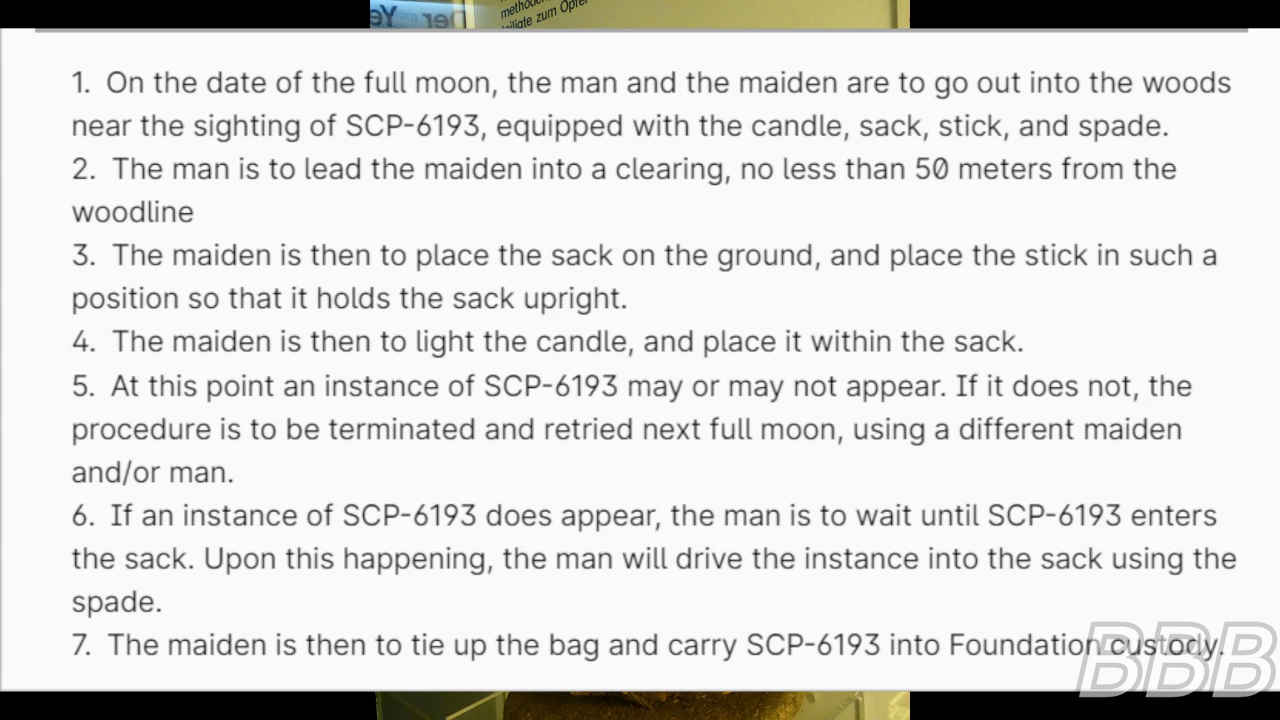 Der Ye
methoden
iligte zum Opfer
1. On the date of the full moon, the man and the maiden are to go out into the woods
near the sighting of SCP-6193, equipped with the candle, sack, stick, and spade.
2. The man is to lead the maiden into a clearing, no less than 50 meters from the
woodline
3. The maiden is then to place the sack on the ground, and place the stick in such a
position so that it holds the sack upright.
4. The maiden is then to light the candle, and place it within the sack.
5. At this point an instance of SCP-6193 may or may not appear. If it does not, the
procedure is to be terminated and retried next full moon, using a different maiden
and/or man.
6. If an instance of SCP-6193 does appear, the man is to wait until SCP-6193 enters
the sack. Upon this happening, the man will drive the instance into the sack using the
spade.
7. The maiden is then to tie up the bag and carry SCP-6193 into Foundation custody.
BBB